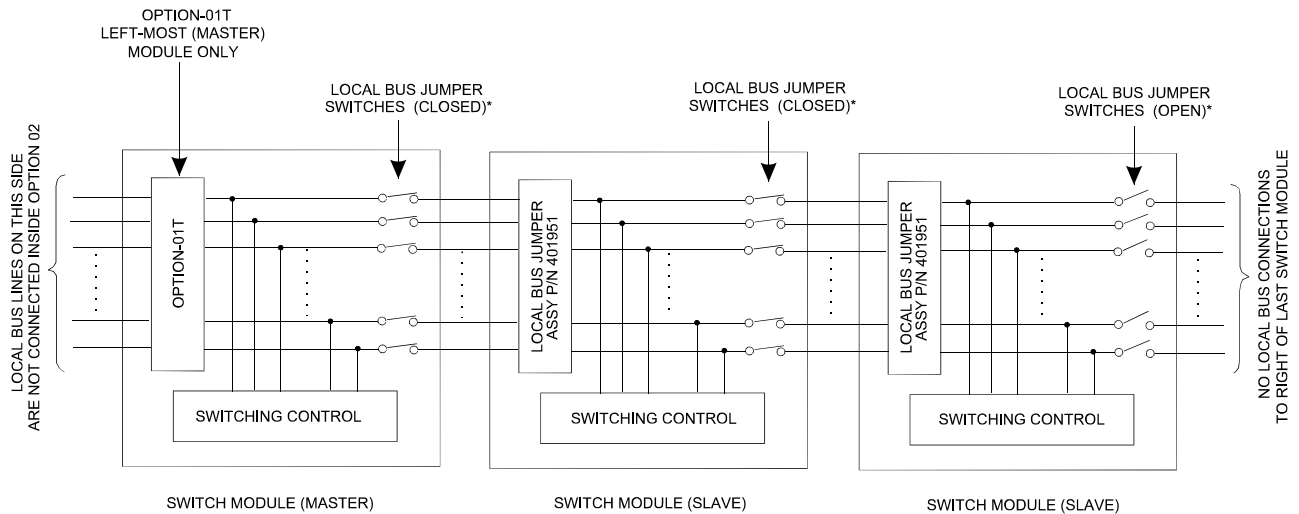 OPTION-01T
LEFT-MOST (MASTER)
MODULE ONLY
LOCAL BUS JUMPER
SWITCHES (CLOSED)*
LOCAL BUS JUMPER
SWITCHES (CLOSED)*
LOCAL BUS JUMPER
SWITCHES (OPEN)*
LOCAL BUS LINES ON THIS SIDE
ARE NOT CONNECTED INSIDE OPTION 02
OPTION-01T
LOCAL BUS JUMPER
ASSY P/N 401951
LOCAL BUS JUMPER
ASSY P/N 401951
NO LOCAL BUS CONNECTIONS
TO RIGHT OF LAST SWITCH MODULE
SWITCHING CONTROL
SWITCHING CONTROL
SWITCHING CONTROL
SWITCH MODULE (MASTER)
SWITCH MODULE (SLAVE)
SWITCH MODULE (SLAVE)